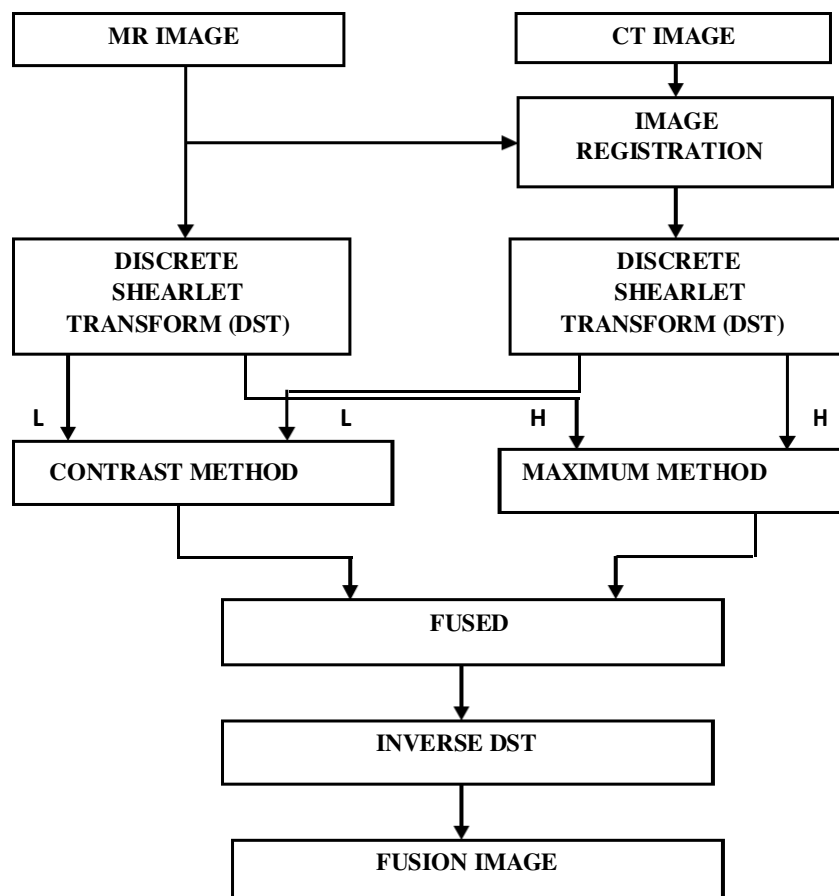 MR IMAGE
CT IMAGE
IMAGE
REGISTRATION
DISCRETE
SHEARLET
TRANSFORM (DST)
DISCRETE
SHEARLET
TRANSFORM (DST)
L
L
H
H
CONTRAST METHOD
MAXIMUM METHOD
FUSED
INVERSE DST
FUSION IMAGE